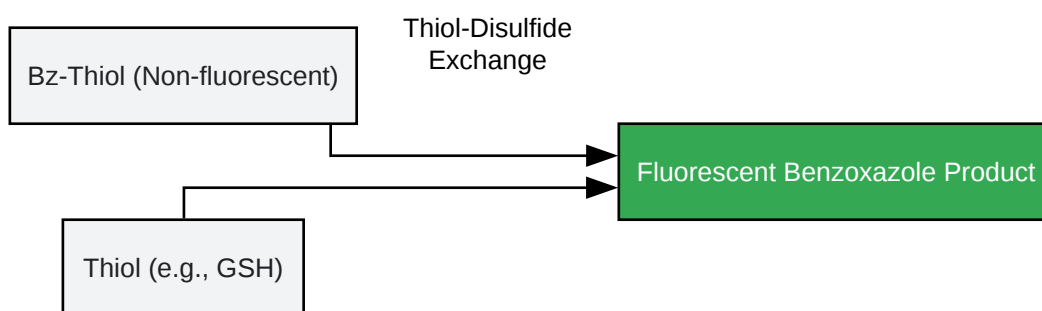 Thiol-Disulfide
Exchange
Bz-Thiol (Non-fluorescent)
Fluorescent Benzoxazole Product
Thiol (e.g., GSH)